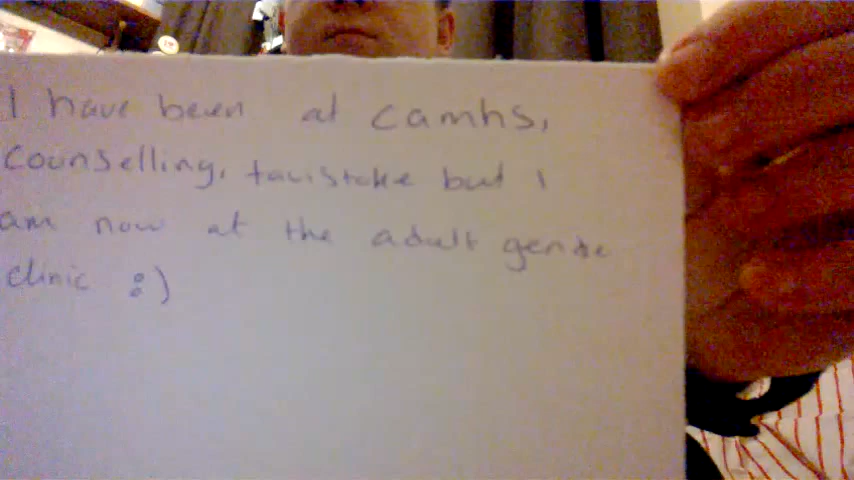 I have been at camhs,
counselling, tavistoke but I
am now at the adult gende
clinic :)